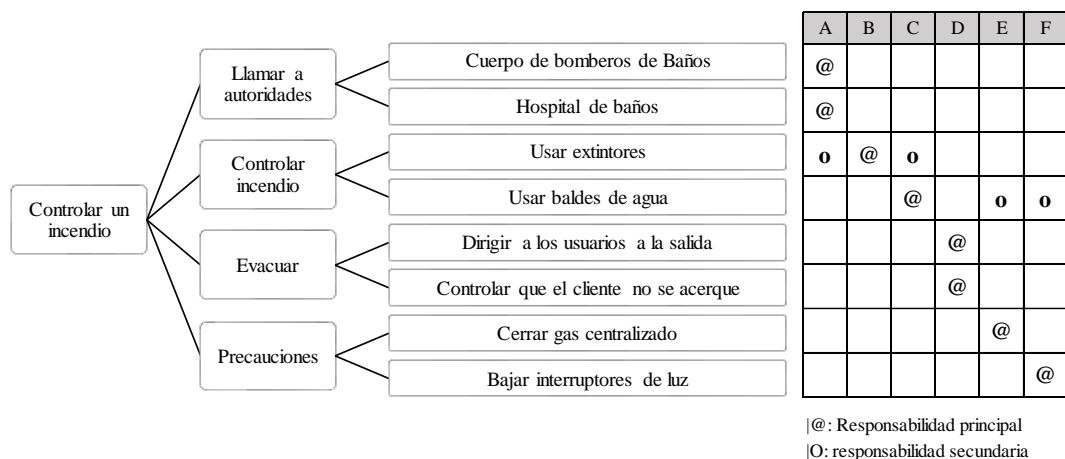 A B C D E F
Llamar a
autoridades
Cuerpo de bomberos de Baños
@
Hospital de baños
@
Controlar
incendio
Usar extintores
o @ o
Usar baldes de agua
@ o o
Controlar un
incendio
Evacuar
Dirigir a los usuarios a la salida
@
Controlar que el cliente no se acerque
@
Precauciones
Cerrar gas centralizado
@
Bajar interruptores de luz
@
|@: Responsabilidad principal
|O: responsabilidad secundaria